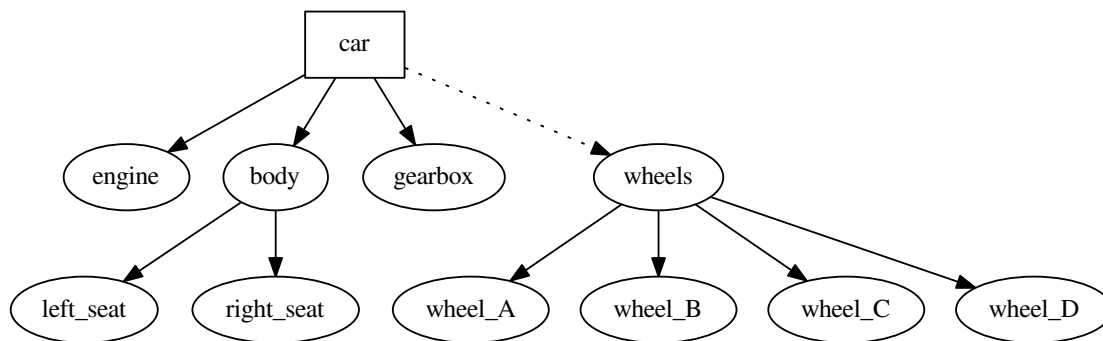 car
engine
body
gearbox
wheels
left_seat
right_seat
wheel_A
wheel_B
wheel_C
wheel_D